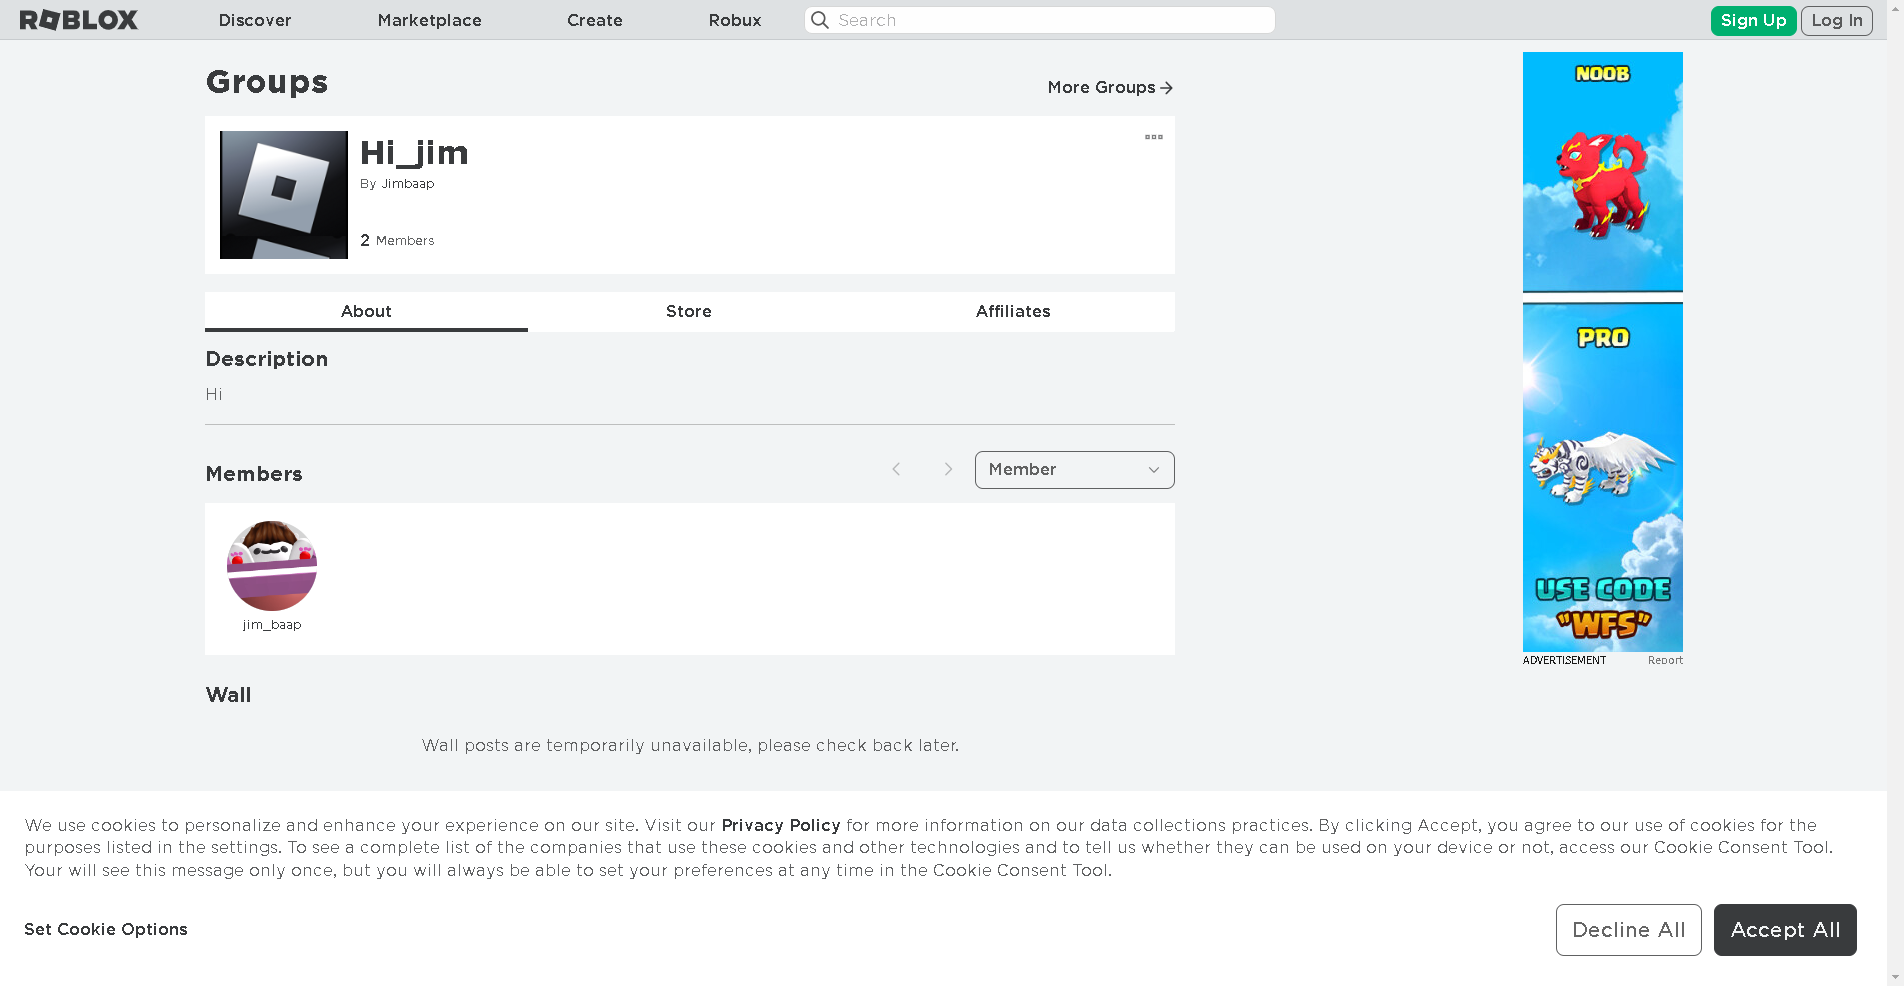 ROBLOX Discover Marketplace Create Robux Search Sign Up Log In
Groups
More Groups
Hi_jim
By Jimbaap
2 Members
About Store Affiliates
Description
Hi
Members
Member
jim_baap
Wall
Wall posts are temporarily unavailable, please check back later.
NOOB
PRO
USE CODE
"WFS"
ADVERTISEMENT Report
We use cookies to personalize and enhance your experience on our site. Visit our Privacy Policy for more information on our data collections practices. By clicking Accept, you agree to our use of cookies for the
purposes listed in the settings. To see a complete list of the companies that use these cookies and other technologies and to tell us whether they can be used on your device or not, access our Cookie Consent Tool.
Your will see this message only once, but you will always be able to set your preferences at any time in the Cookie Consent Tool.
Set Cookie Options
Decline All Accept All